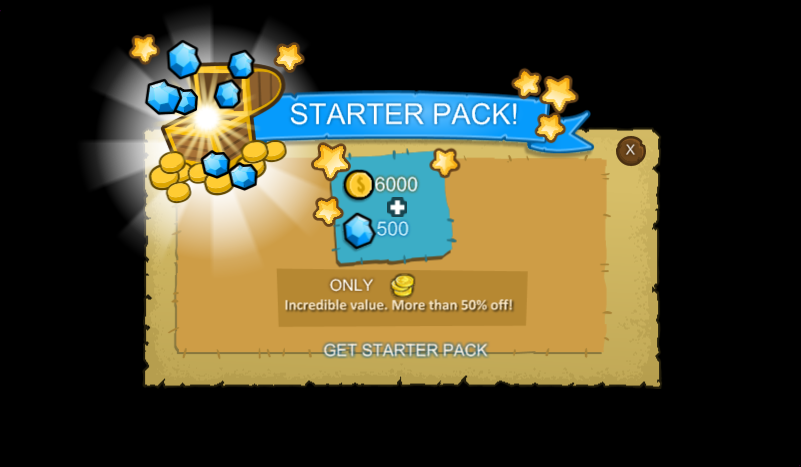 STARTER PACK!
X
6000
500
ONLY
Incredible value. More than 50% off!
GET STARTER PACK